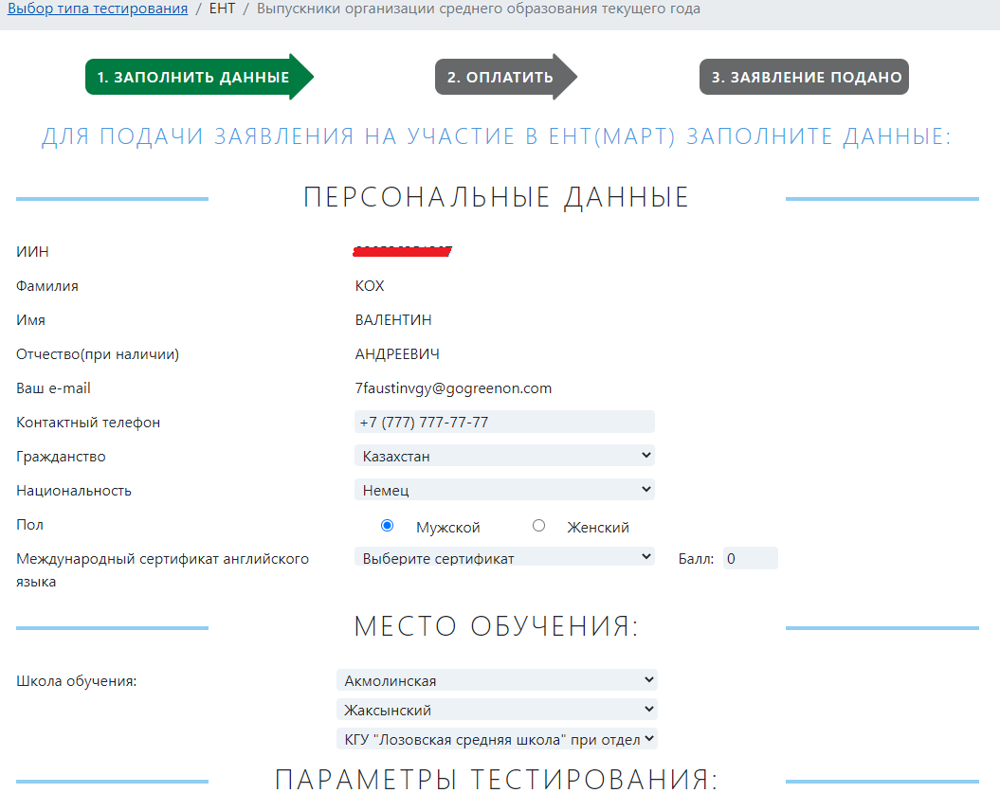 Выбор типа тестирования / ЕНТ / Выпускники организации среднего образования текущего года
1. ЗАПОЛНИТЬ ДАННЫЕ 2. ОПЛАТИТЬ 3. ЗАЯВЛЕНИЕ ПОДАНО
ДЛЯ ПОДАЧИ ЗАЯВЛЕНИЯ НА УЧАСТИЕ В ЕНТ(МАРТ) ЗАПОЛНИТЕ ДАННЫЕ:
ПЕРСОНАЛЬНЫЕ ДАННЫЕ
ИИН
Фамилия КОХ
Имя ВАЛЕНТИН
Отчество(при наличии) АНДРЕЕВИЧ
Ваш e-mail 7faustinvgy@gogreenon.com
Контактный телефон +7 (777) 777-77-77
Гражданство Казахстан
Национальность Немец
Пол Мужской Женский
Международный сертификат английского Выберите сертификат Балл: 0
языка
МЕСТО ОБУЧЕНИЯ:
Школа обучения: Акмолинская
Жаксынский
КГУ "Лозовская средняя школа" при отдел
ПАРАМЕТРЫ ТЕСТИРОВАНИЯ: